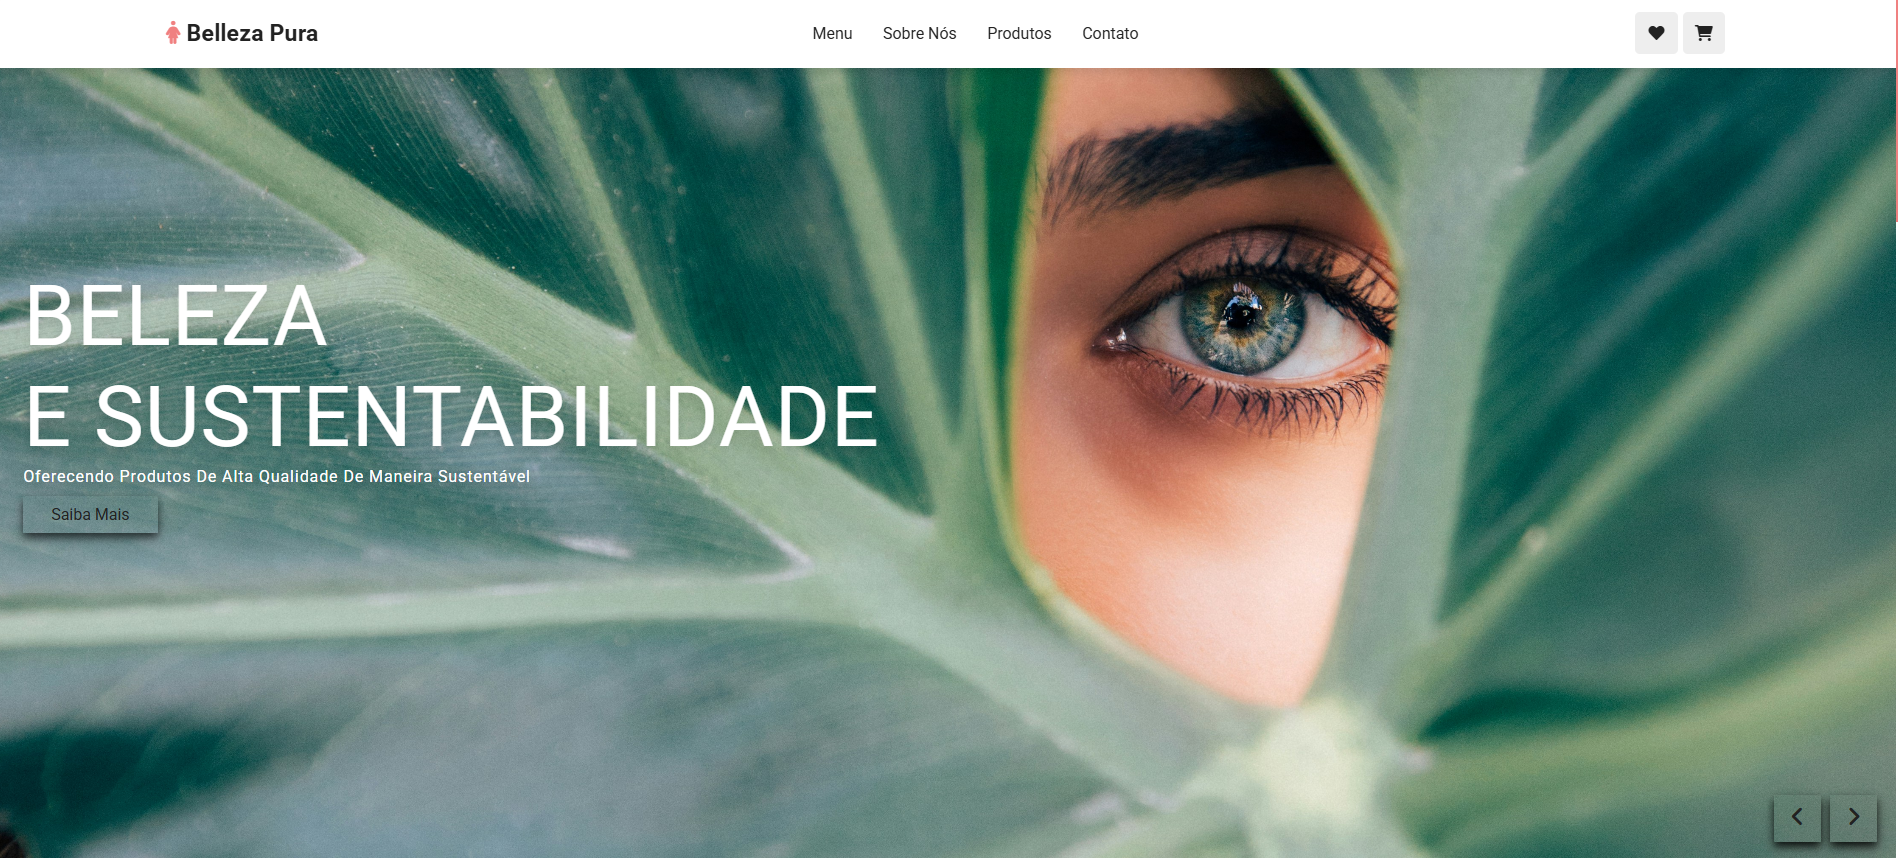 Belleza Pura
Menu
Sobre Nós
Produtos
Contato
BELEZA
E SUSTENTABILIDADE
Oferecendo Produtos De Alta Qualidade De Maneira Sustentável
Saiba Mais